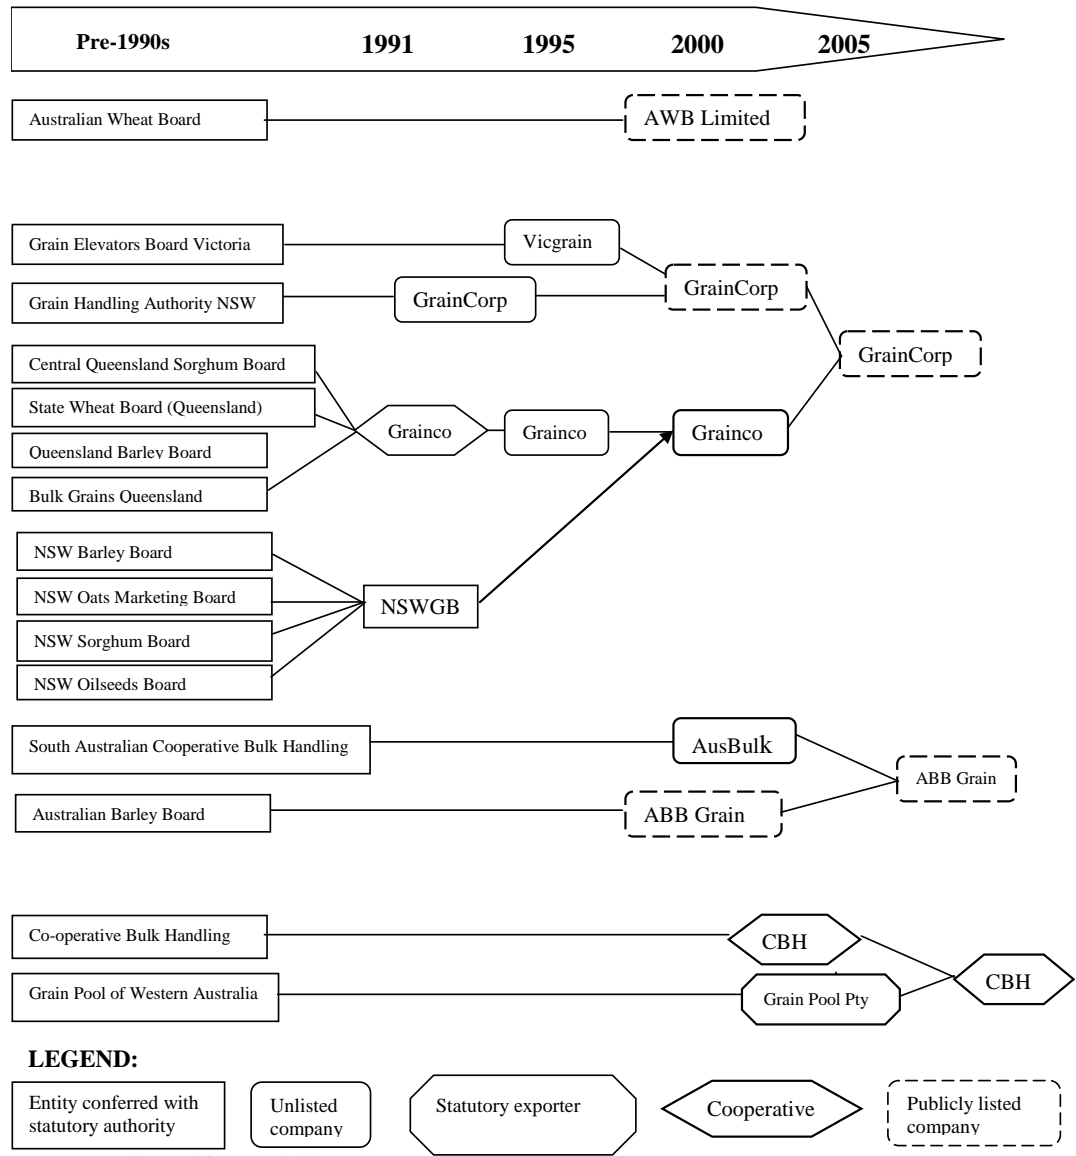 Pre-1990s 1991 1995 2000 2005
Australian Wheat Board
AWB Limited
Grain Elevators Board Victoria
Vicgrain
Grain Handling Authority NSW
GrainCorp
GrainCorp
GrainCorp
Central Queensland Sorghum Board
State Wheat Board (Queensland)
Queensland Barley Board
Bulk Grains Queensland
Grainco
Grainco
Grainco
NSW Barley Board
NSW Oats Marketing Board
NSW Sorghum Board
NSW Oilseeds Board
NSWGB
South Australian Cooperative Bulk Handling
AusBulk
ABB Grain
Australian Barley Board
ABB Grain
Co-operative Bulk Handling
CBH
CBH
Grain Pool of Western Australia
Grain Pool Pty
LEGEND:
Entity conferred with
statutory authority
Unlisted
company
Statutory exporter
Cooperative
Publicly listed
company